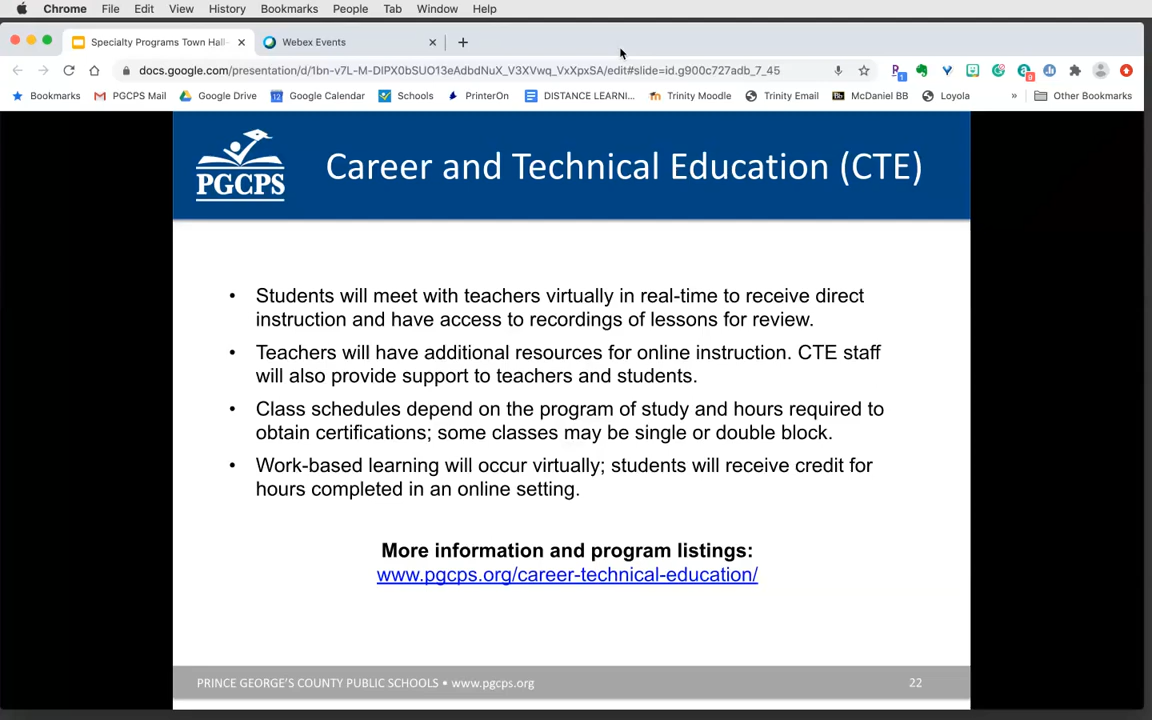 Chrome File Edit View History Bookmarks People Tab Window Help
Specialty Programs Town Hall- Webex Events
docs.google.com/presentation/d/1bn-v7L-M-DIPX0bSUO13eAdbdNuX_V3XVwq_VxXpxSA/edit#slide=id.g900c727adb_7_45
Bookmarks PGCPS Mail Google Drive Google Calendar Schools PrinterOn DISTANCE LEARNI... Trinity Moodle Trinity Email McDaniel BB Loyola » Other Bookmarks
PGCPS
Career and Technical Education (CTE)
• Students will meet with teachers virtually in real-time to receive direct
instruction and have access to recordings of lessons for review.
• Teachers will have additional resources for online instruction. CTE staff
will also provide support to teachers and students.
• Class schedules depend on the program of study and hours required to
obtain certifications; some classes may be single or double block.
• Work-based learning will occur virtually; students will receive credit for
hours completed in an online setting.
More information and program listings:
www.pgcps.org/career-technical-education/
PRINCE GEORGE'S COUNTY PUBLIC SCHOOLS • www.pgcps.org 22